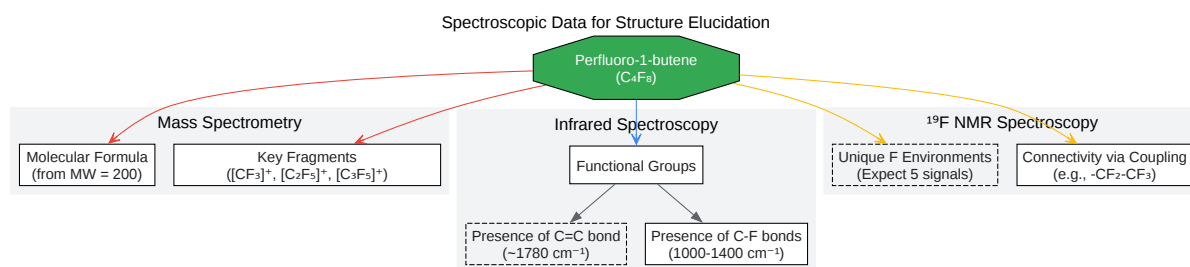 Spectroscopic Data for Structure Elucidation
Perfluoro-1-butene
(C₄F₈)
Mass Spectrometry
Infrared Spectroscopy
¹⁹F NMR Spectroscopy
Molecular Formula
(from MW = 200)
Key Fragments
([CF₃]⁺, [C₂F₅]⁺, [C₃F₅]⁺)
Functional Groups
Unique F Environments
(Expect 5 signals)
Connectivity via Coupling
(e.g., -CF₂-CF₃)
Presence of C=C bond
(~1780 cm⁻¹)
Presence of C-F bonds
(1000-1400 cm⁻¹)